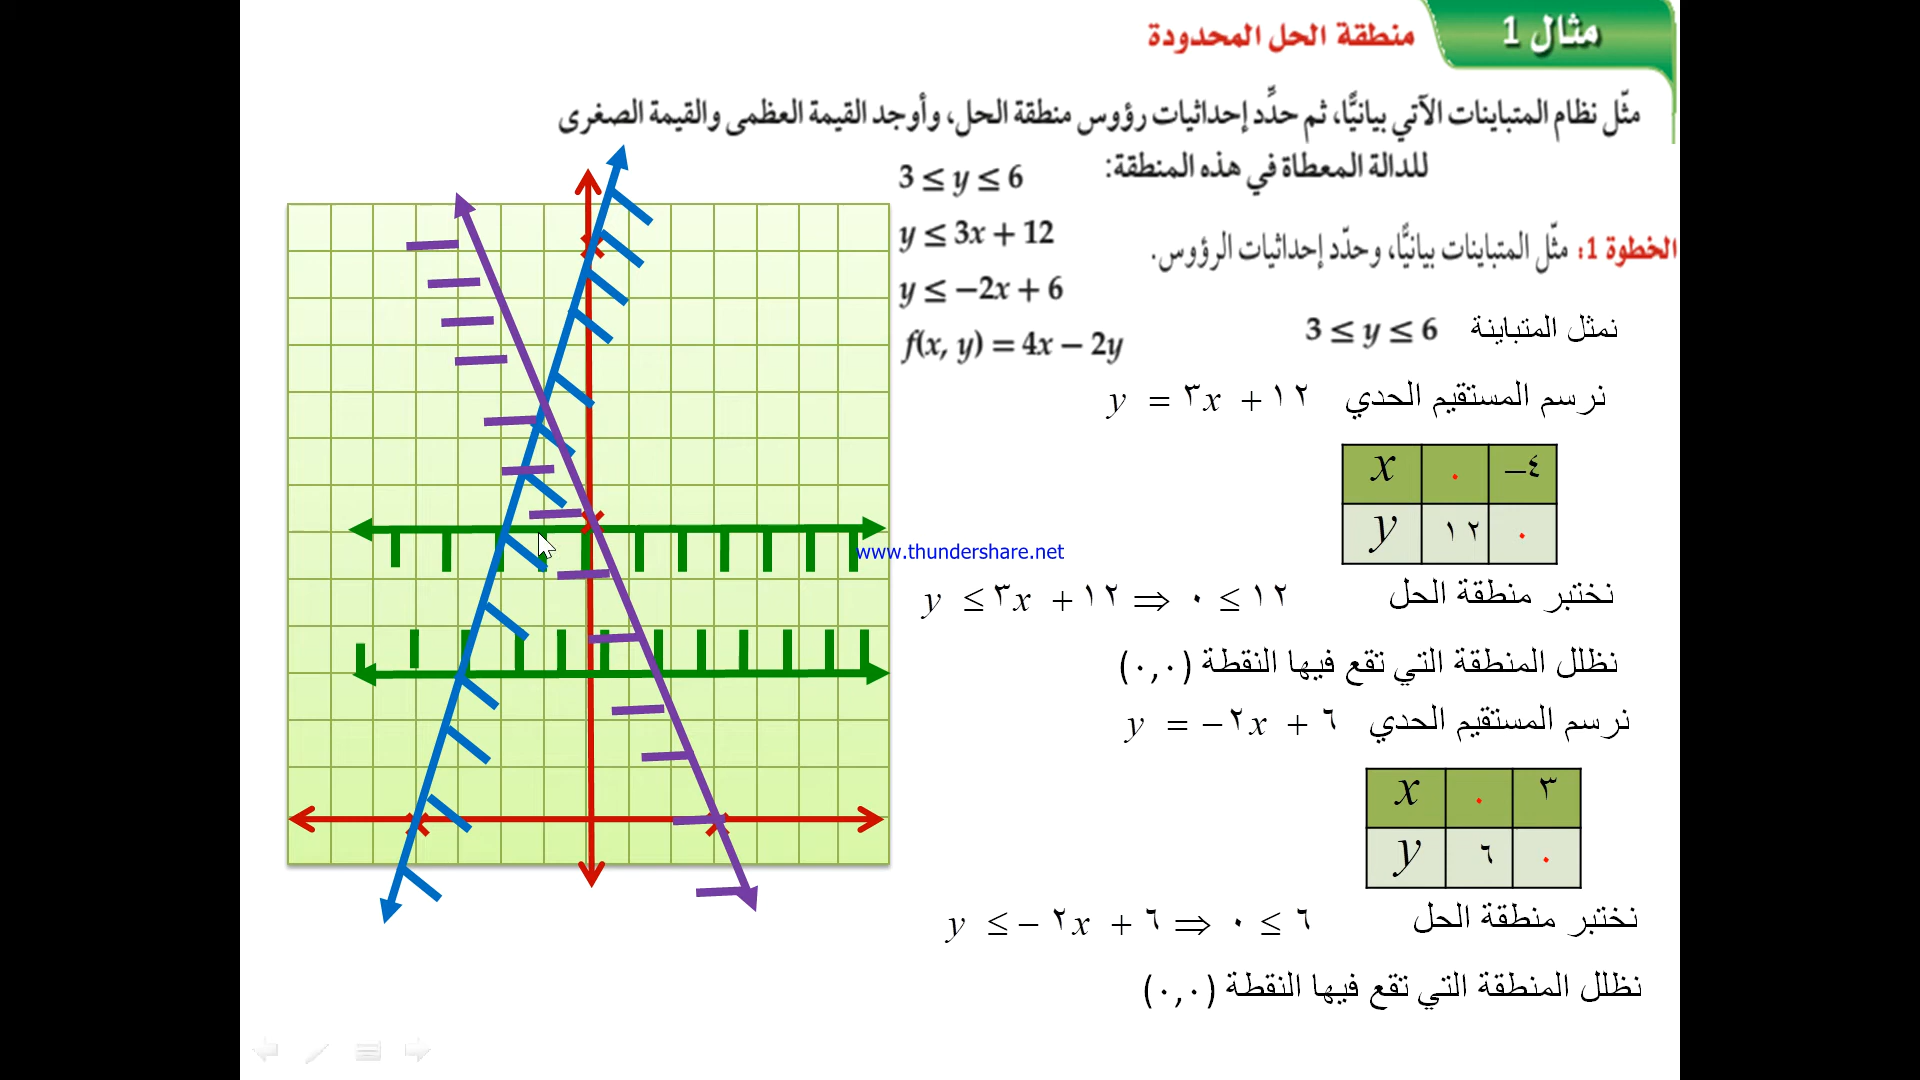 مثال 1
منطقة الحل المحدودة
مثّل نظام المتباينات الآتي بيانيًّا، ثم حدِّد إحداثيات رؤوس منطقة الحل، وأوجد القيمة العظمى والقيمة الصغرى
للدالة المعطاة في هذه المنطقة:
3 ≤ y ≤ 6
y ≤ 3x + 12
y ≤ −2x + 6
f(x, y) = 4x − 2y
الخطوة 1: مثّل المتباينات بيانيًّا، وحدّد إحداثيات الرؤوس.
نمثل المتباينة 3 ≤ y ≤ 6
نرسم المستقيم الحدي y = ٣x + ١٢
x ٠ −٤
y ١٢ ٠
www.thundershare.net
نختبر منطقة الحل y ≤ ٣x + ١٢ ⇒ ٠ ≤ ١٢
نظلل المنطقة التي تقع فيها النقطة (٠,٠)
نرسم المستقيم الحدي y = −٢x + ٦
x ٠ ٣
y ٦ ٠
نختبر منطقة الحل y ≤ −٢x + ٦ ⇒ ٠ ≤ ٦
نظلل المنطقة التي تقع فيها النقطة (٠,٠)